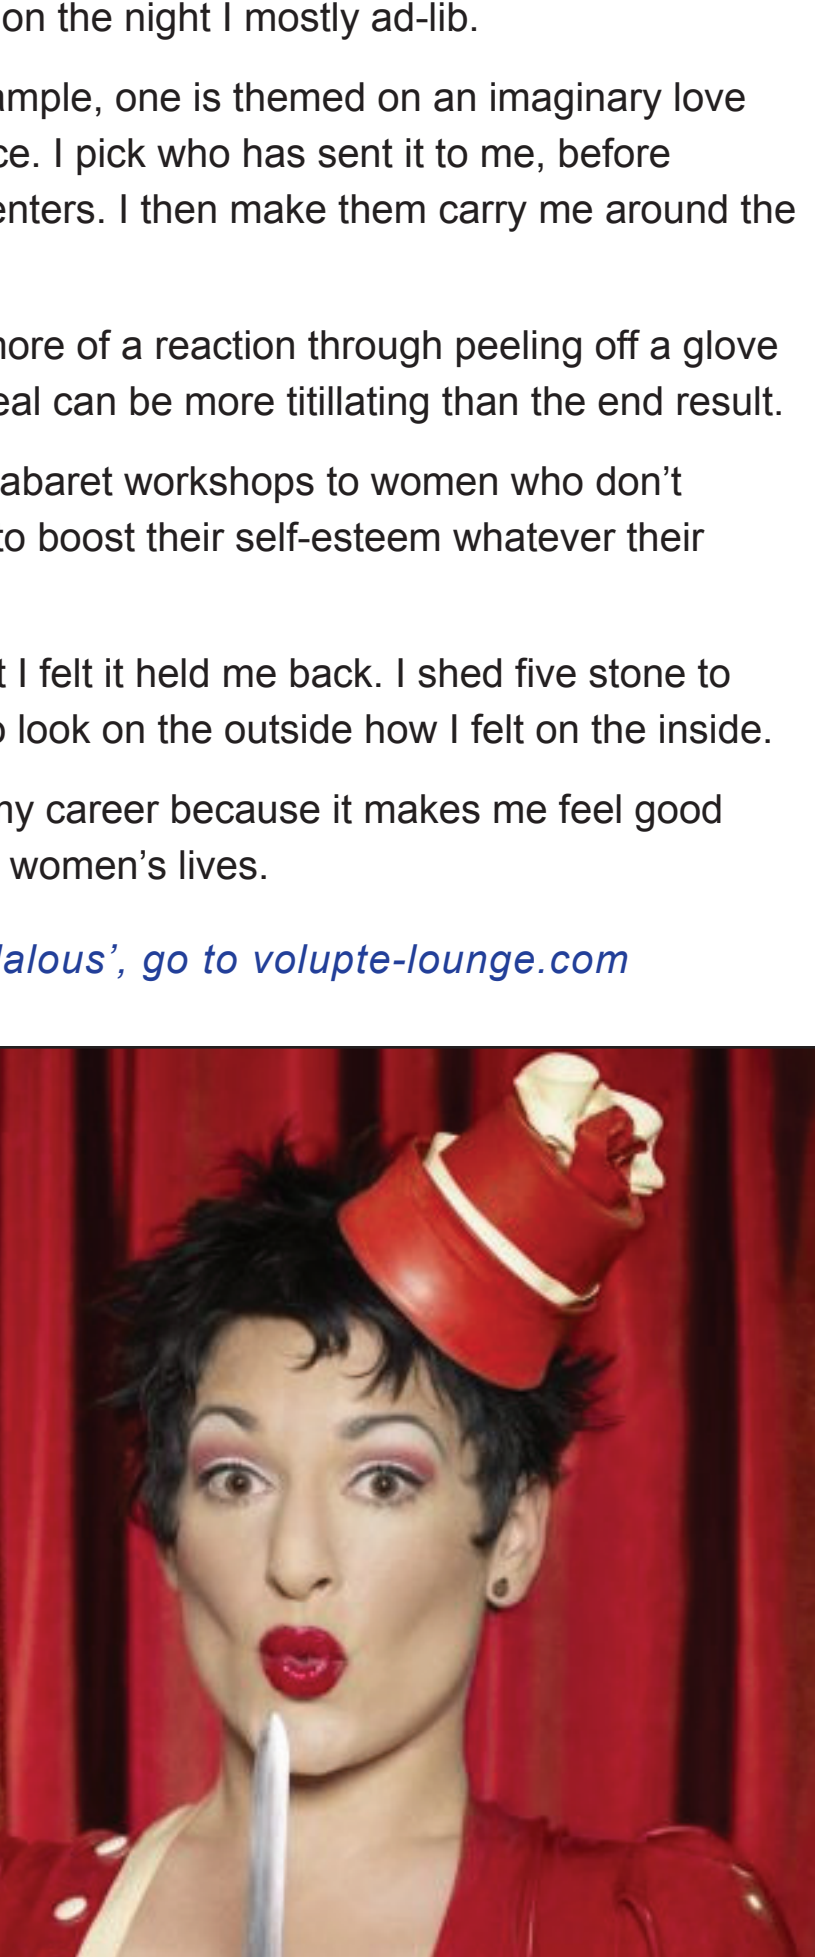 on the night I mostly ad-lib.
ample, one is themed on an imaginary love
ce. I pick who has sent it to me, before
enters. I then make them carry me around the
nore of a reaction through peeling off a glove
eal can be more titillating than the end result.
abaret workshops to women who don’t
to boost their self-esteem whatever their
t I felt it held me back. I shed five stone to
o look on the outside how I felt on the inside.
ny career because it makes me feel good
women’s lives.
lalous’, go to volupte-lounge.com